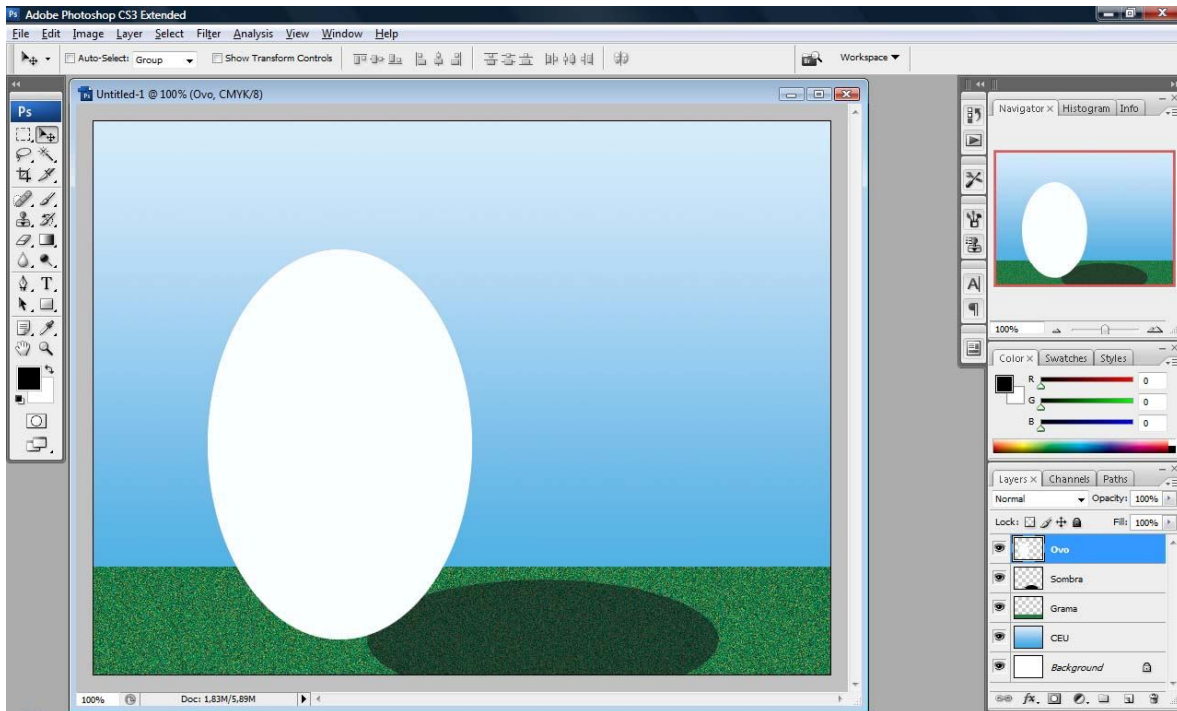 Ps Adobe Photoshop CS3 Extended
File Edit Image Layer Select Filter Analysis View Window Help
Auto-Select: Group Show Transform Controls Workspace
Ps
Untitled-1 @ 100% (Ovo, CMYK/8)
T
A
Navigator × Histogram Info
100%
Color × Swatches Styles
R 0
G 0
B 0
Layers × Channels Paths
Normal Opacity: 100%
Lock: Fill: 100%
Ovo
Sombra
Grama
CEU
Background
fx.
100% Doc: 1,83M/5,89M